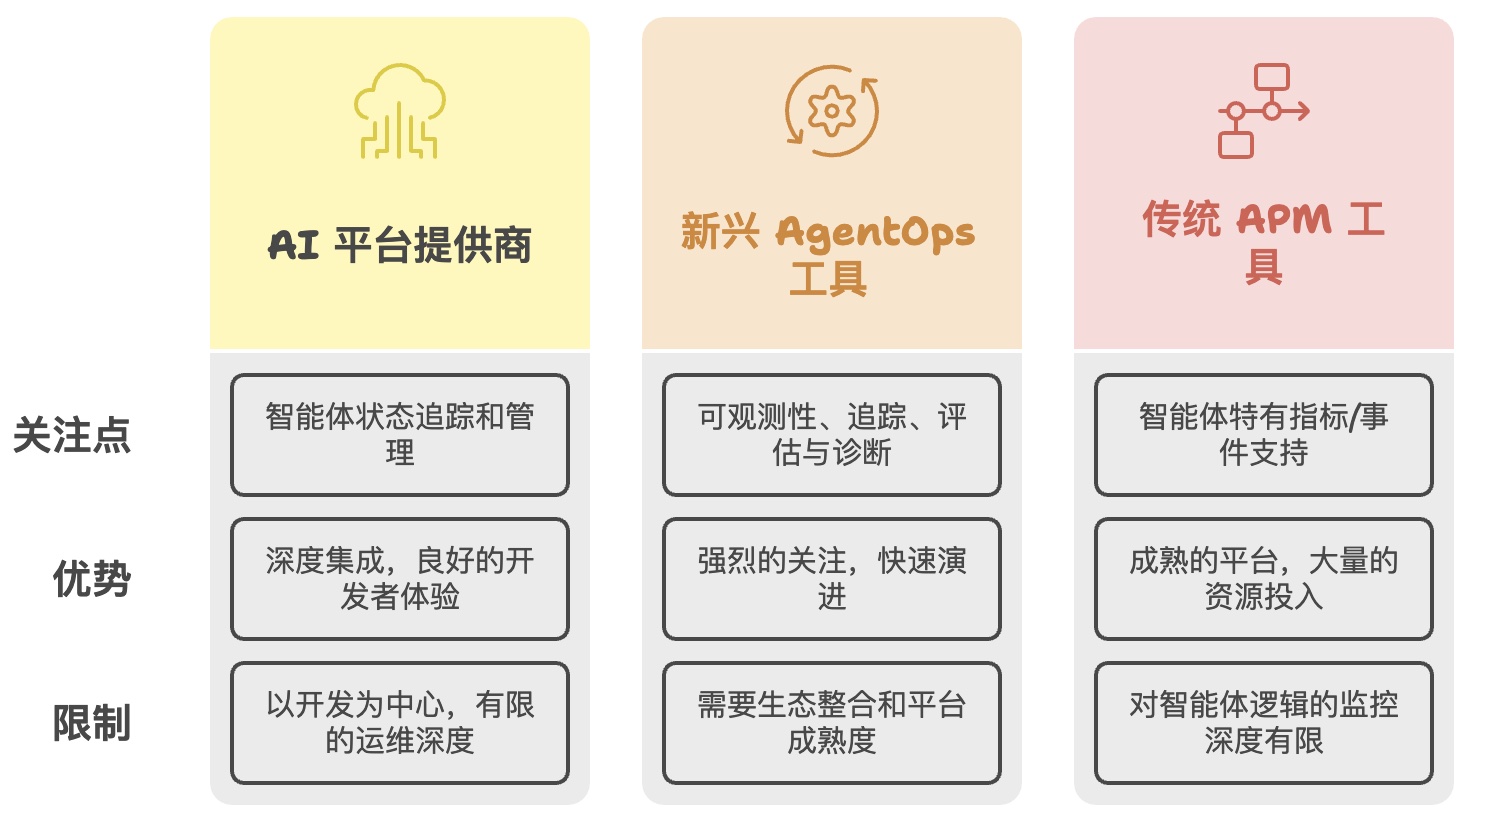 AI 平台提供商
新兴 AgentOps
工具
传统 APM 工
具
关注点
智能体状态追踪和管
理
可观测性、追踪、评
估与诊断
智能体特有指标/事
件支持
优势
深度集成，良好的开
发者体验
强烈的关注，快速演
进
成熟的平台，大量的
资源投入
限制
以开发为中心，有限
的运维深度
需要生态整合和平台
成熟度
对智能体逻辑的监控
深度有限